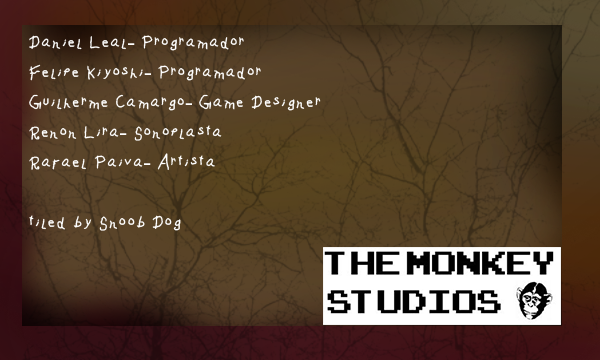 Daniel Leal- Programador
Felipe Kiyoshi- Programador
Guilherme Camargo- Game Designer
Renon Lira- Sonoplasta
Rarael Paiva- Artista
tiled by Snoob Dog
THE MONKEY
STUDIOS